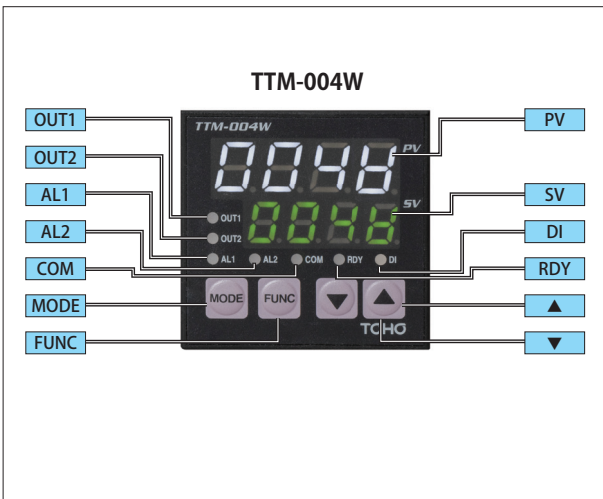 TTM-004W
OUT1
OUT2
AL1
AL2
COM
MODE
FUNC
TTM-004W
PV
SV
OUT1
OUT2
AL1 AL2 COM RDY DI
MODE FUNC ▼ ▲
TOHO
PV
SV
DI
RDY
▲
▼